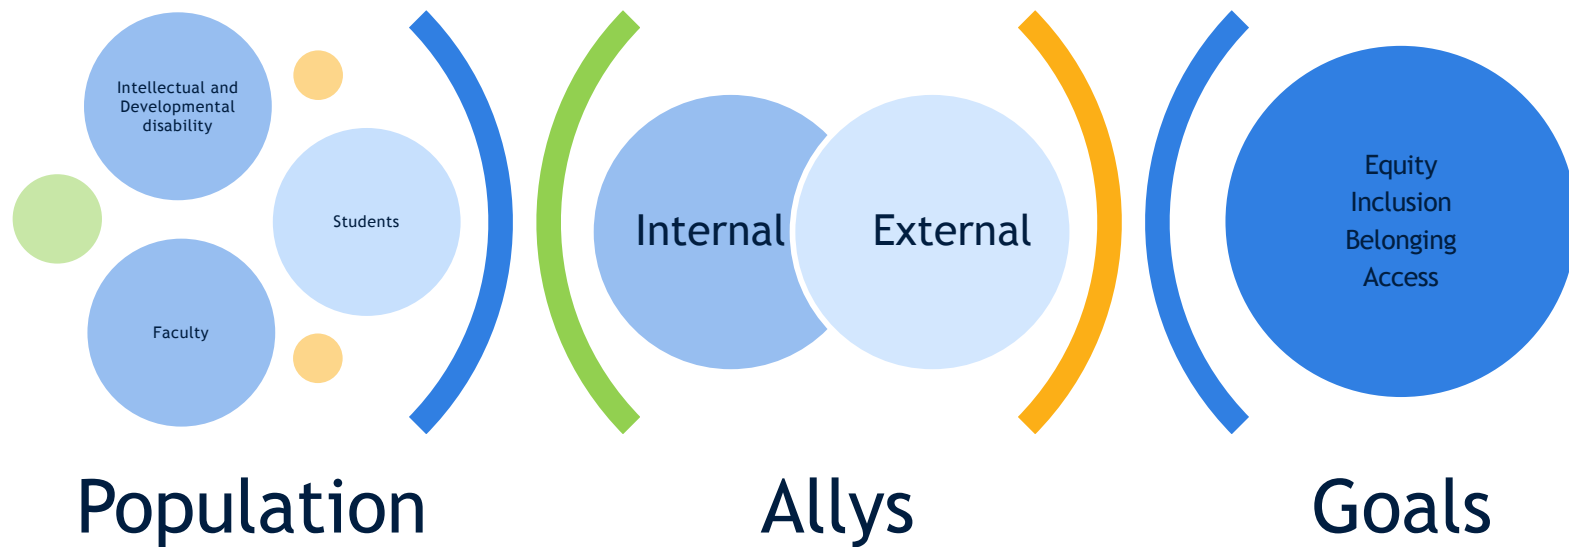 Intellectual and
Developmental
disability
Students
Faculty
Population
Internal
External
Allys
Equity
Inclusion
Belonging
Access
Goals